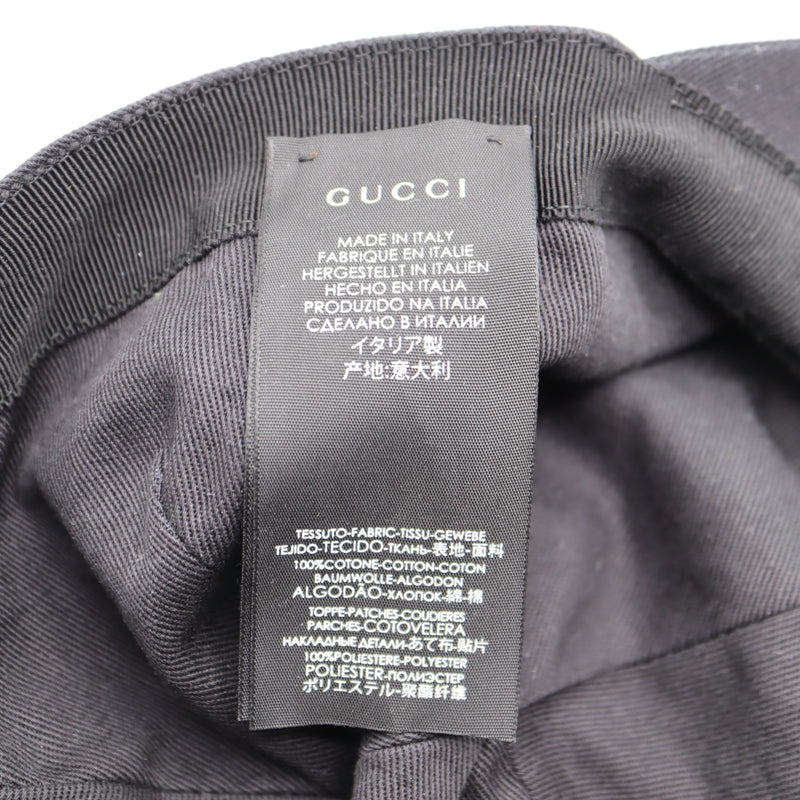 GUCCI
MADE IN ITALY
FABRIQUE EN ITALIE
HERGESTELLT IN ITALIEN
HECHO EN ITALIA
PRODUZIDO NA ITALIA
СДЕЛАНО В ИТАЛИИ
イタリア製
产地:意大利
TESSUTO-FABRIC-TISSU-GEWEBE
TEJIDO-TECIDO-ТКАНЬ-表地-面料
100%COTONE-COTTON-COTON
BAUMWOLLE-ALGODON
ALGODÃO-ХЛОПОК-綿-棉
TOPPE-PATCHES-COUDIERES
PARCHES-COTOVELERA
НАКЛАДНЫЕ ДЕТАЛИ-あて布-贴片
100%POLIESTERE-POLYESTER
POLIESTER-ПОЛИЭСТЕР
ポリエステル-聚酯纤维